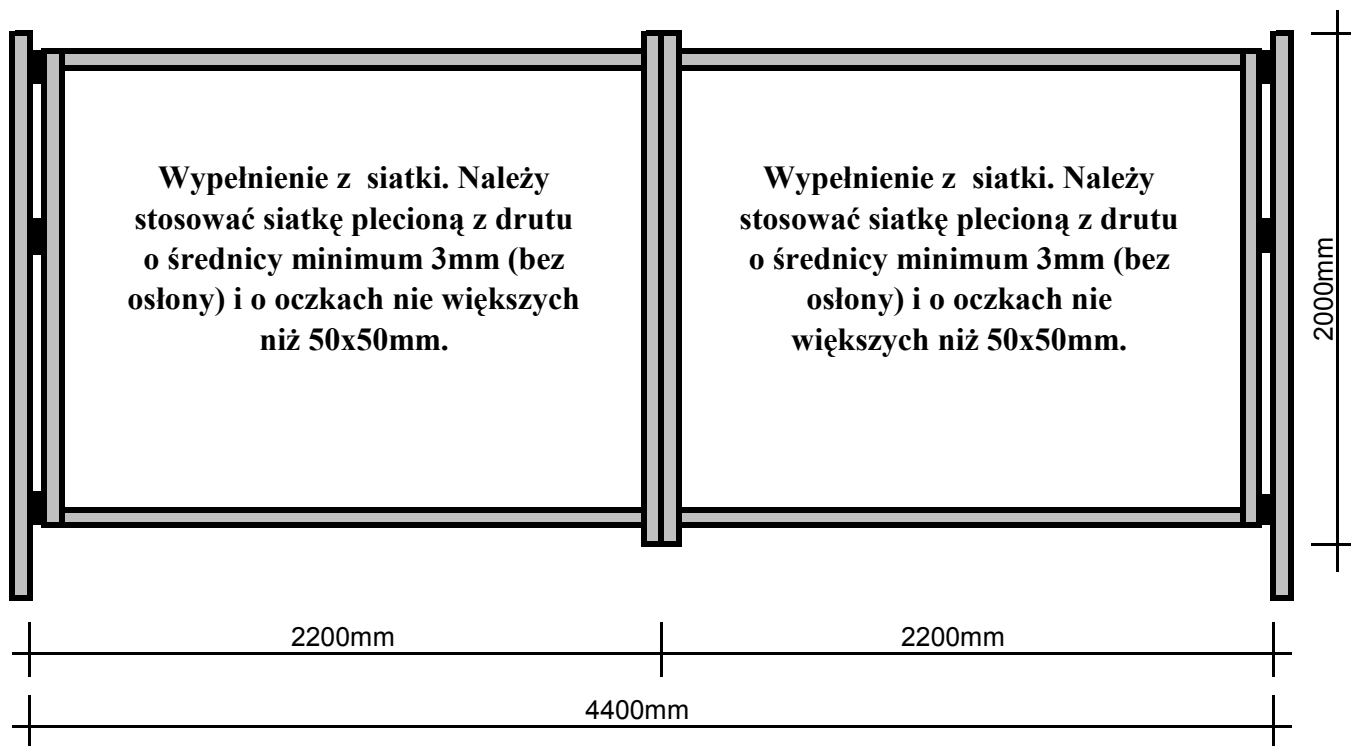 Wypełnienie z  siatki. Należy
stosować siatkę plecioną z drutu
o średnicy minimum 3mm (bez
osłony) i o oczkach nie większych
niż 50x50mm.
Wypełnienie z  siatki. Należy
stosować siatkę plecioną z drutu
o średnicy minimum 3mm (bez
osłony) i o oczkach nie
większych niż 50x50mm.
2000mm
2200mm
2200mm
4400mm